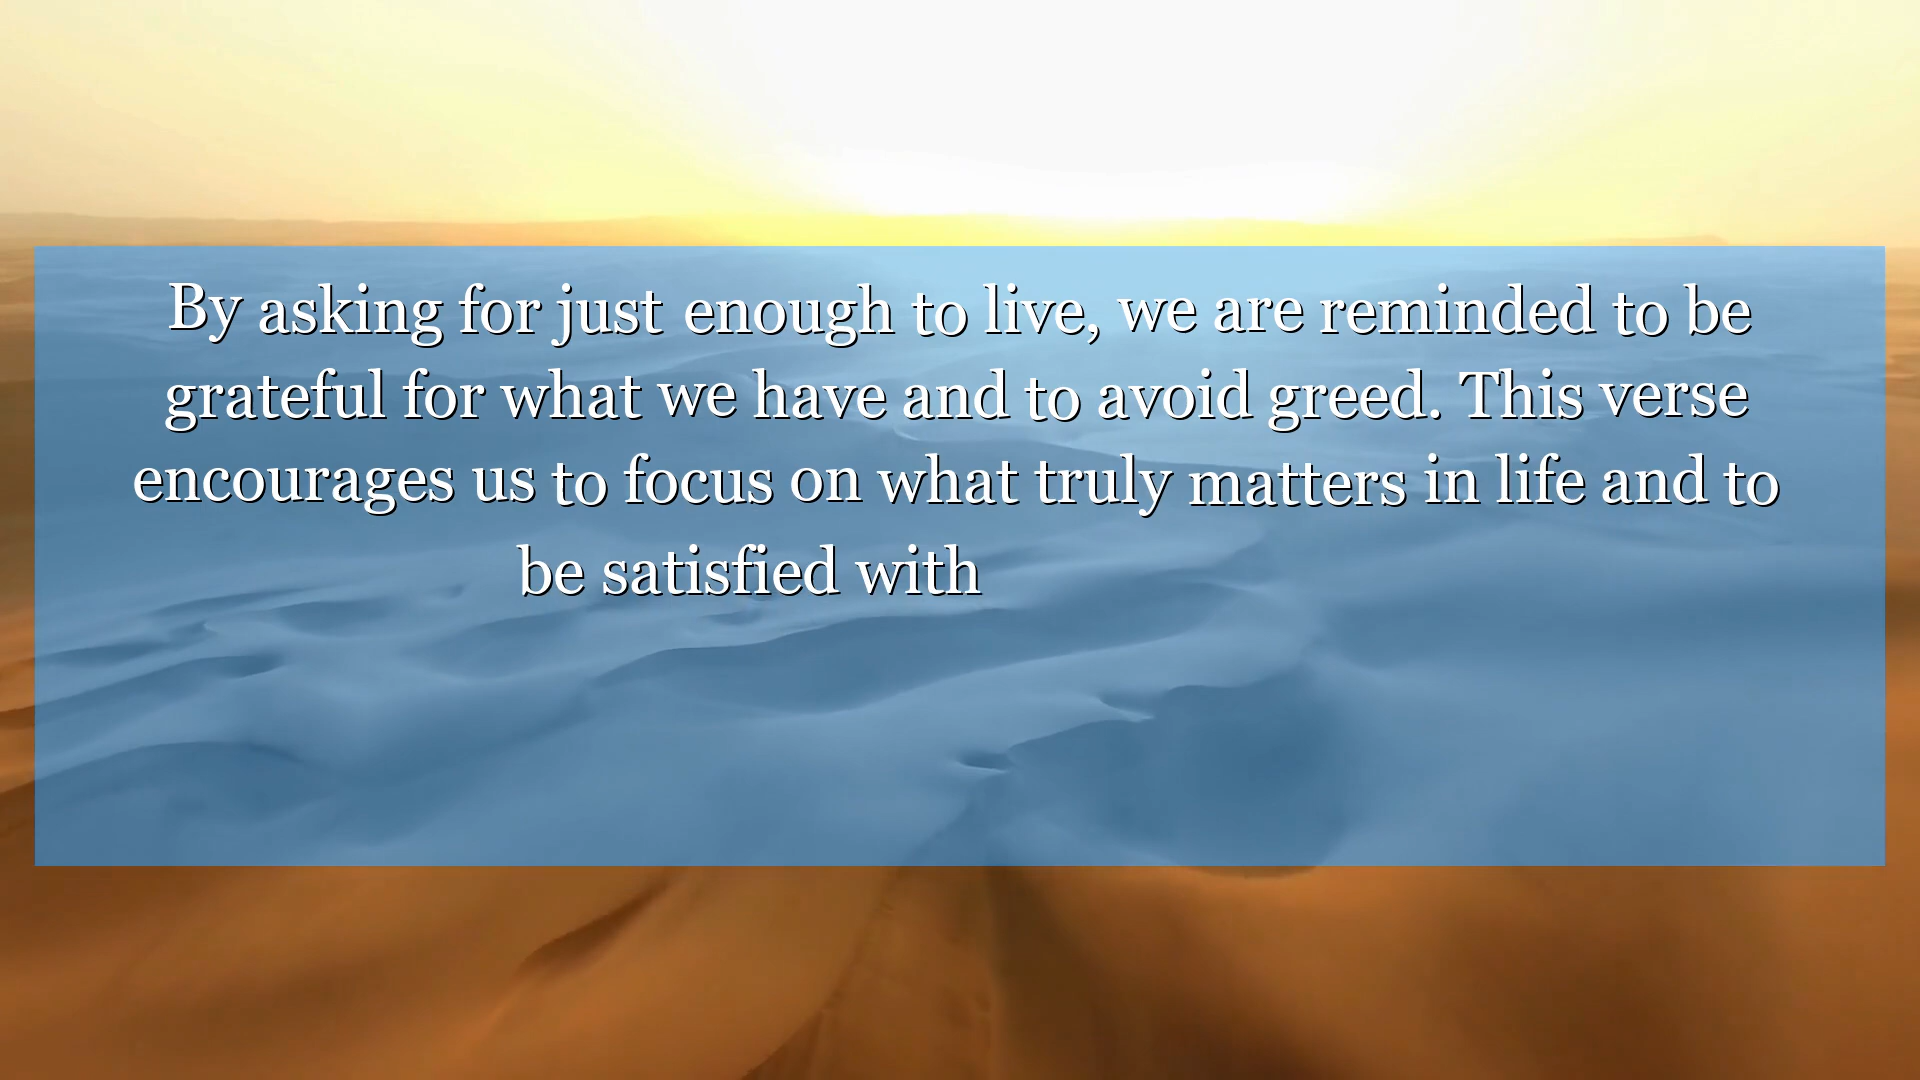 By asking for just enough to live, we are reminded to be
grateful for what we have and to avoid greed. This verse
encourages us to focus on what truly matters in life and to
be satisfied with